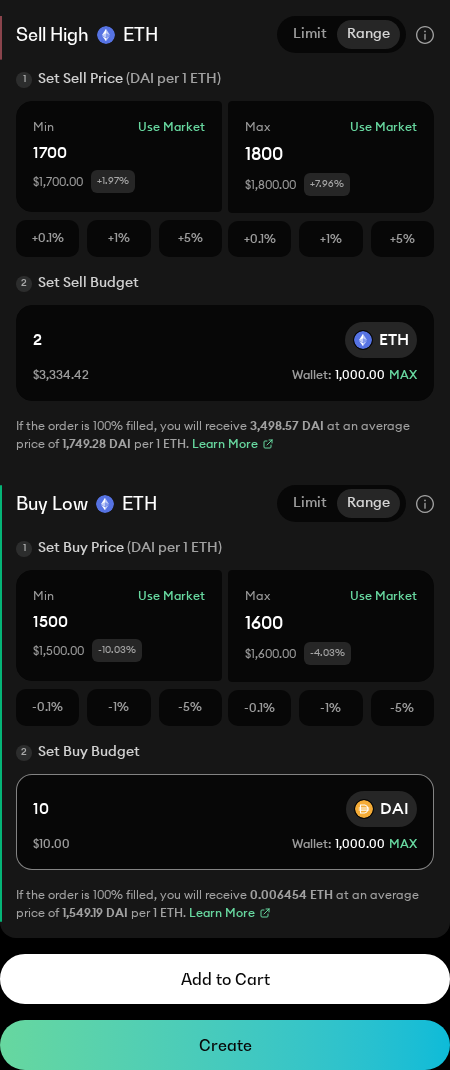 Sell High ETH Limit Range
1 Set Sell Price (DAI per 1 ETH)
Min Use Market Max Use Market
1700 1800
$1,700.00 +1.97% $1,800.00 +7.96%
+0.1% +1% +5% +0.1% +1% +5%
2 Set Sell Budget
2 ETH
$3,334.42 Wallet: 1,000.00 MAX
If the order is 100% filled, you will receive 3,498.57 DAI at an average
price of 1,749.28 DAI per 1 ETH. Learn More
Buy Low ETH Limit Range
1 Set Buy Price (DAI per 1 ETH)
Min Use Market Max Use Market
1500 1600
$1,500.00 -10.03% $1,600.00 -4.03%
-0.1% -1% -5% -0.1% -1% -5%
2 Set Buy Budget
10 DAI
$10.00 Wallet: 1,000.00 MAX
If the order is 100% filled, you will receive 0.006454 ETH at an average
price of 1,549.19 DAI per 1 ETH. Learn More
Add to Cart
Create